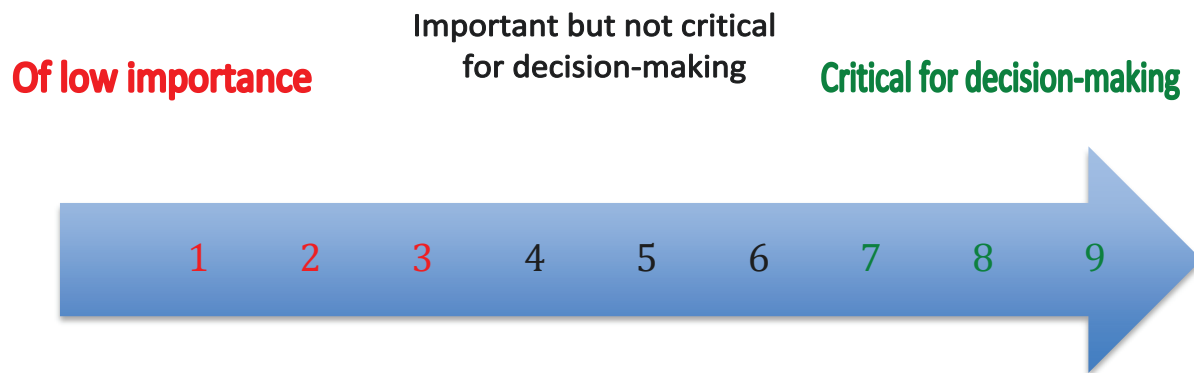 Important but not critical
for decision-making
Of low importance
Critical for decision-making
1 2 3 4 5 6 7 8 9